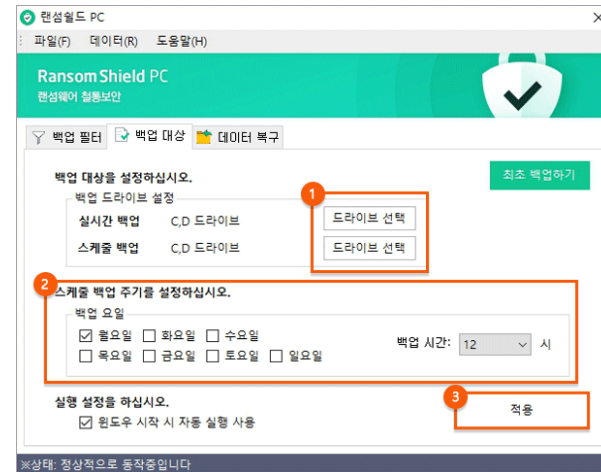 랜섬쉴드 PC
파일(F) 데이터(R) 도움말(H)
RansomShield PC
랜섬웨어 철통보안
백업 필터 백업 대상 데이터 복구
백업 대상을 설정하십시오. 최초 백업하기
백업 드라이브 설정 1
실시간 백업 C,D 드라이브 드라이브 선택
스케줄 백업 C,D 드라이브 드라이브 선택
2
스케줄 백업 주기를 설정하십시오.
백업 요일
월요일 화요일 수요일 백업 시간: 12 시
목요일 금요일 토요일 일요일
3
실행 설정을 하십시오. 적용
윈도우 시작 시 자동 실행 사용
※상태: 정상적으로 동작중입니다